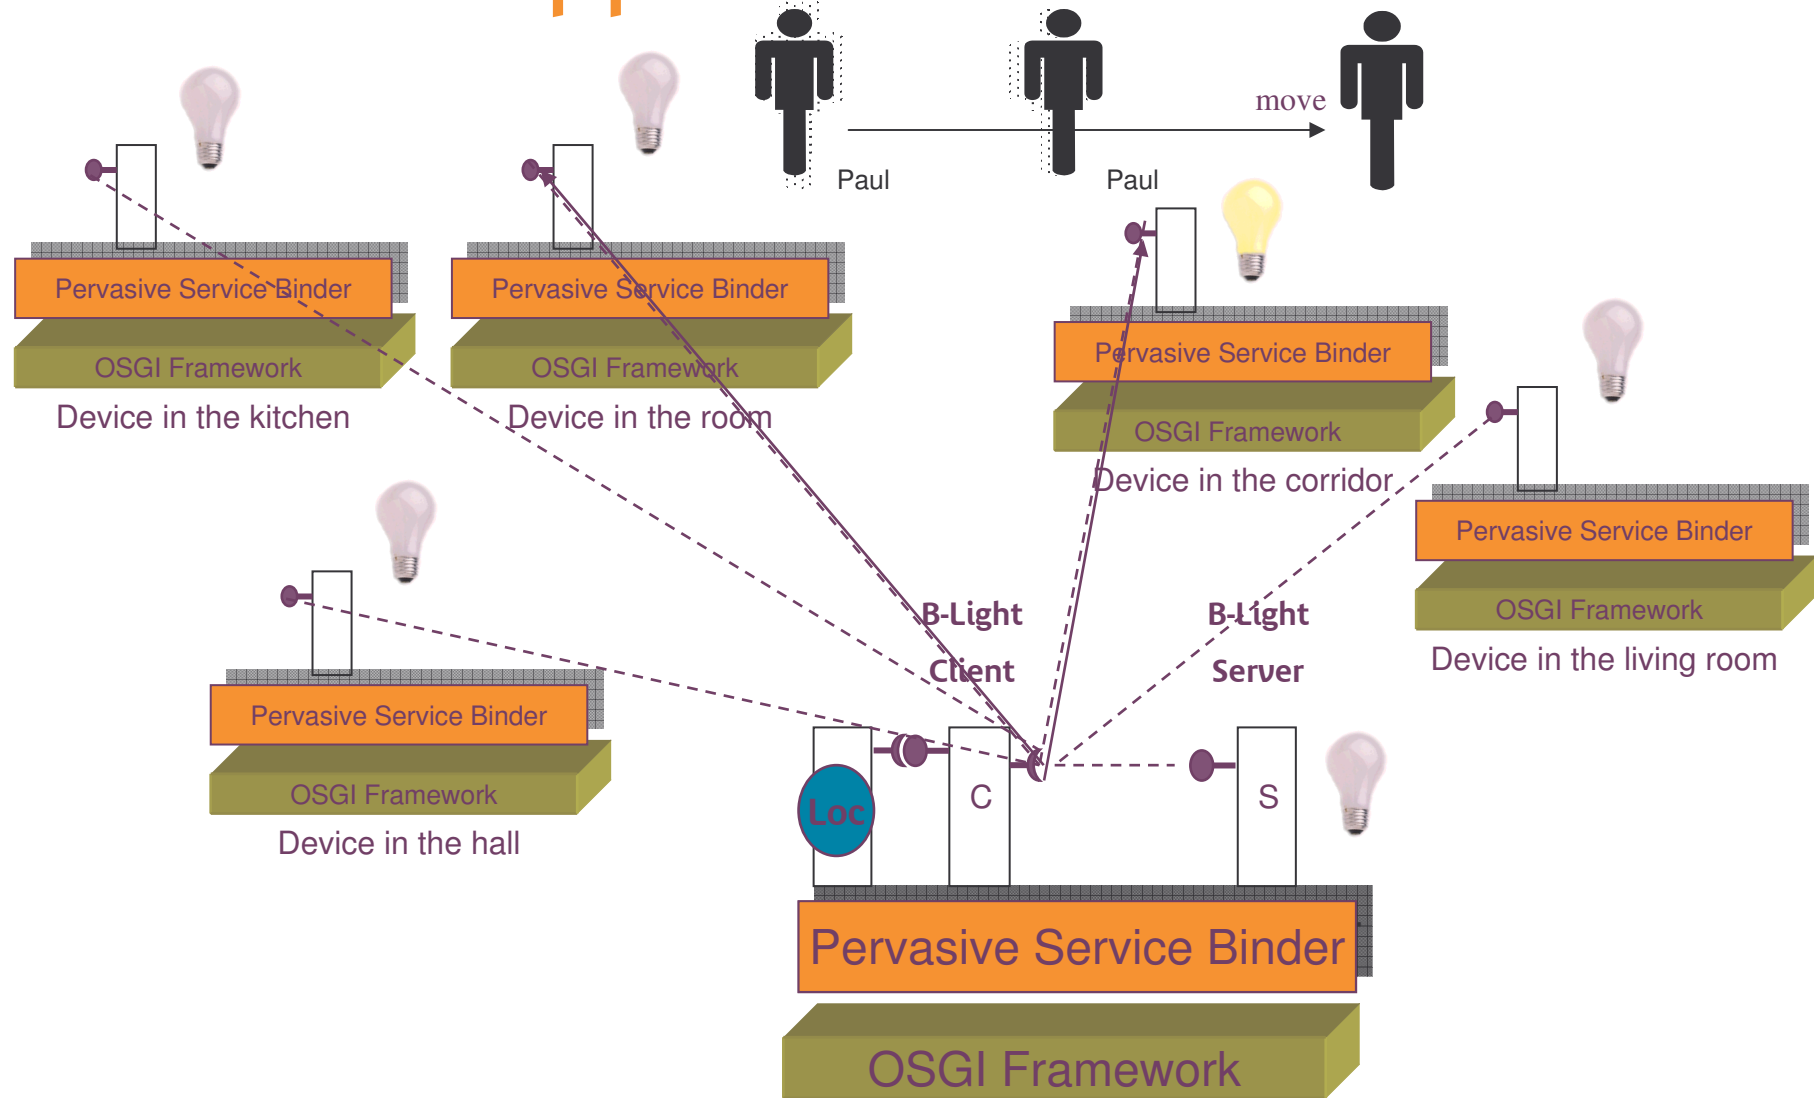 move
Paul
Paul
Pervasive Service Binder
OSGI Framework
Device in the kitchen
Pervasive Service Binder
OSGI Framework
Device in the room
Pervasive Service Binder
OSGI Framework
Device in the corridor
Pervasive Service Binder
OSGI Framework
Device in the living room
Pervasive Service Binder
OSGI Framework
Device in the hall
B-Light
Client
B-Light
Server
Loc
C
S
Pervasive Service Binder
OSGI Framework